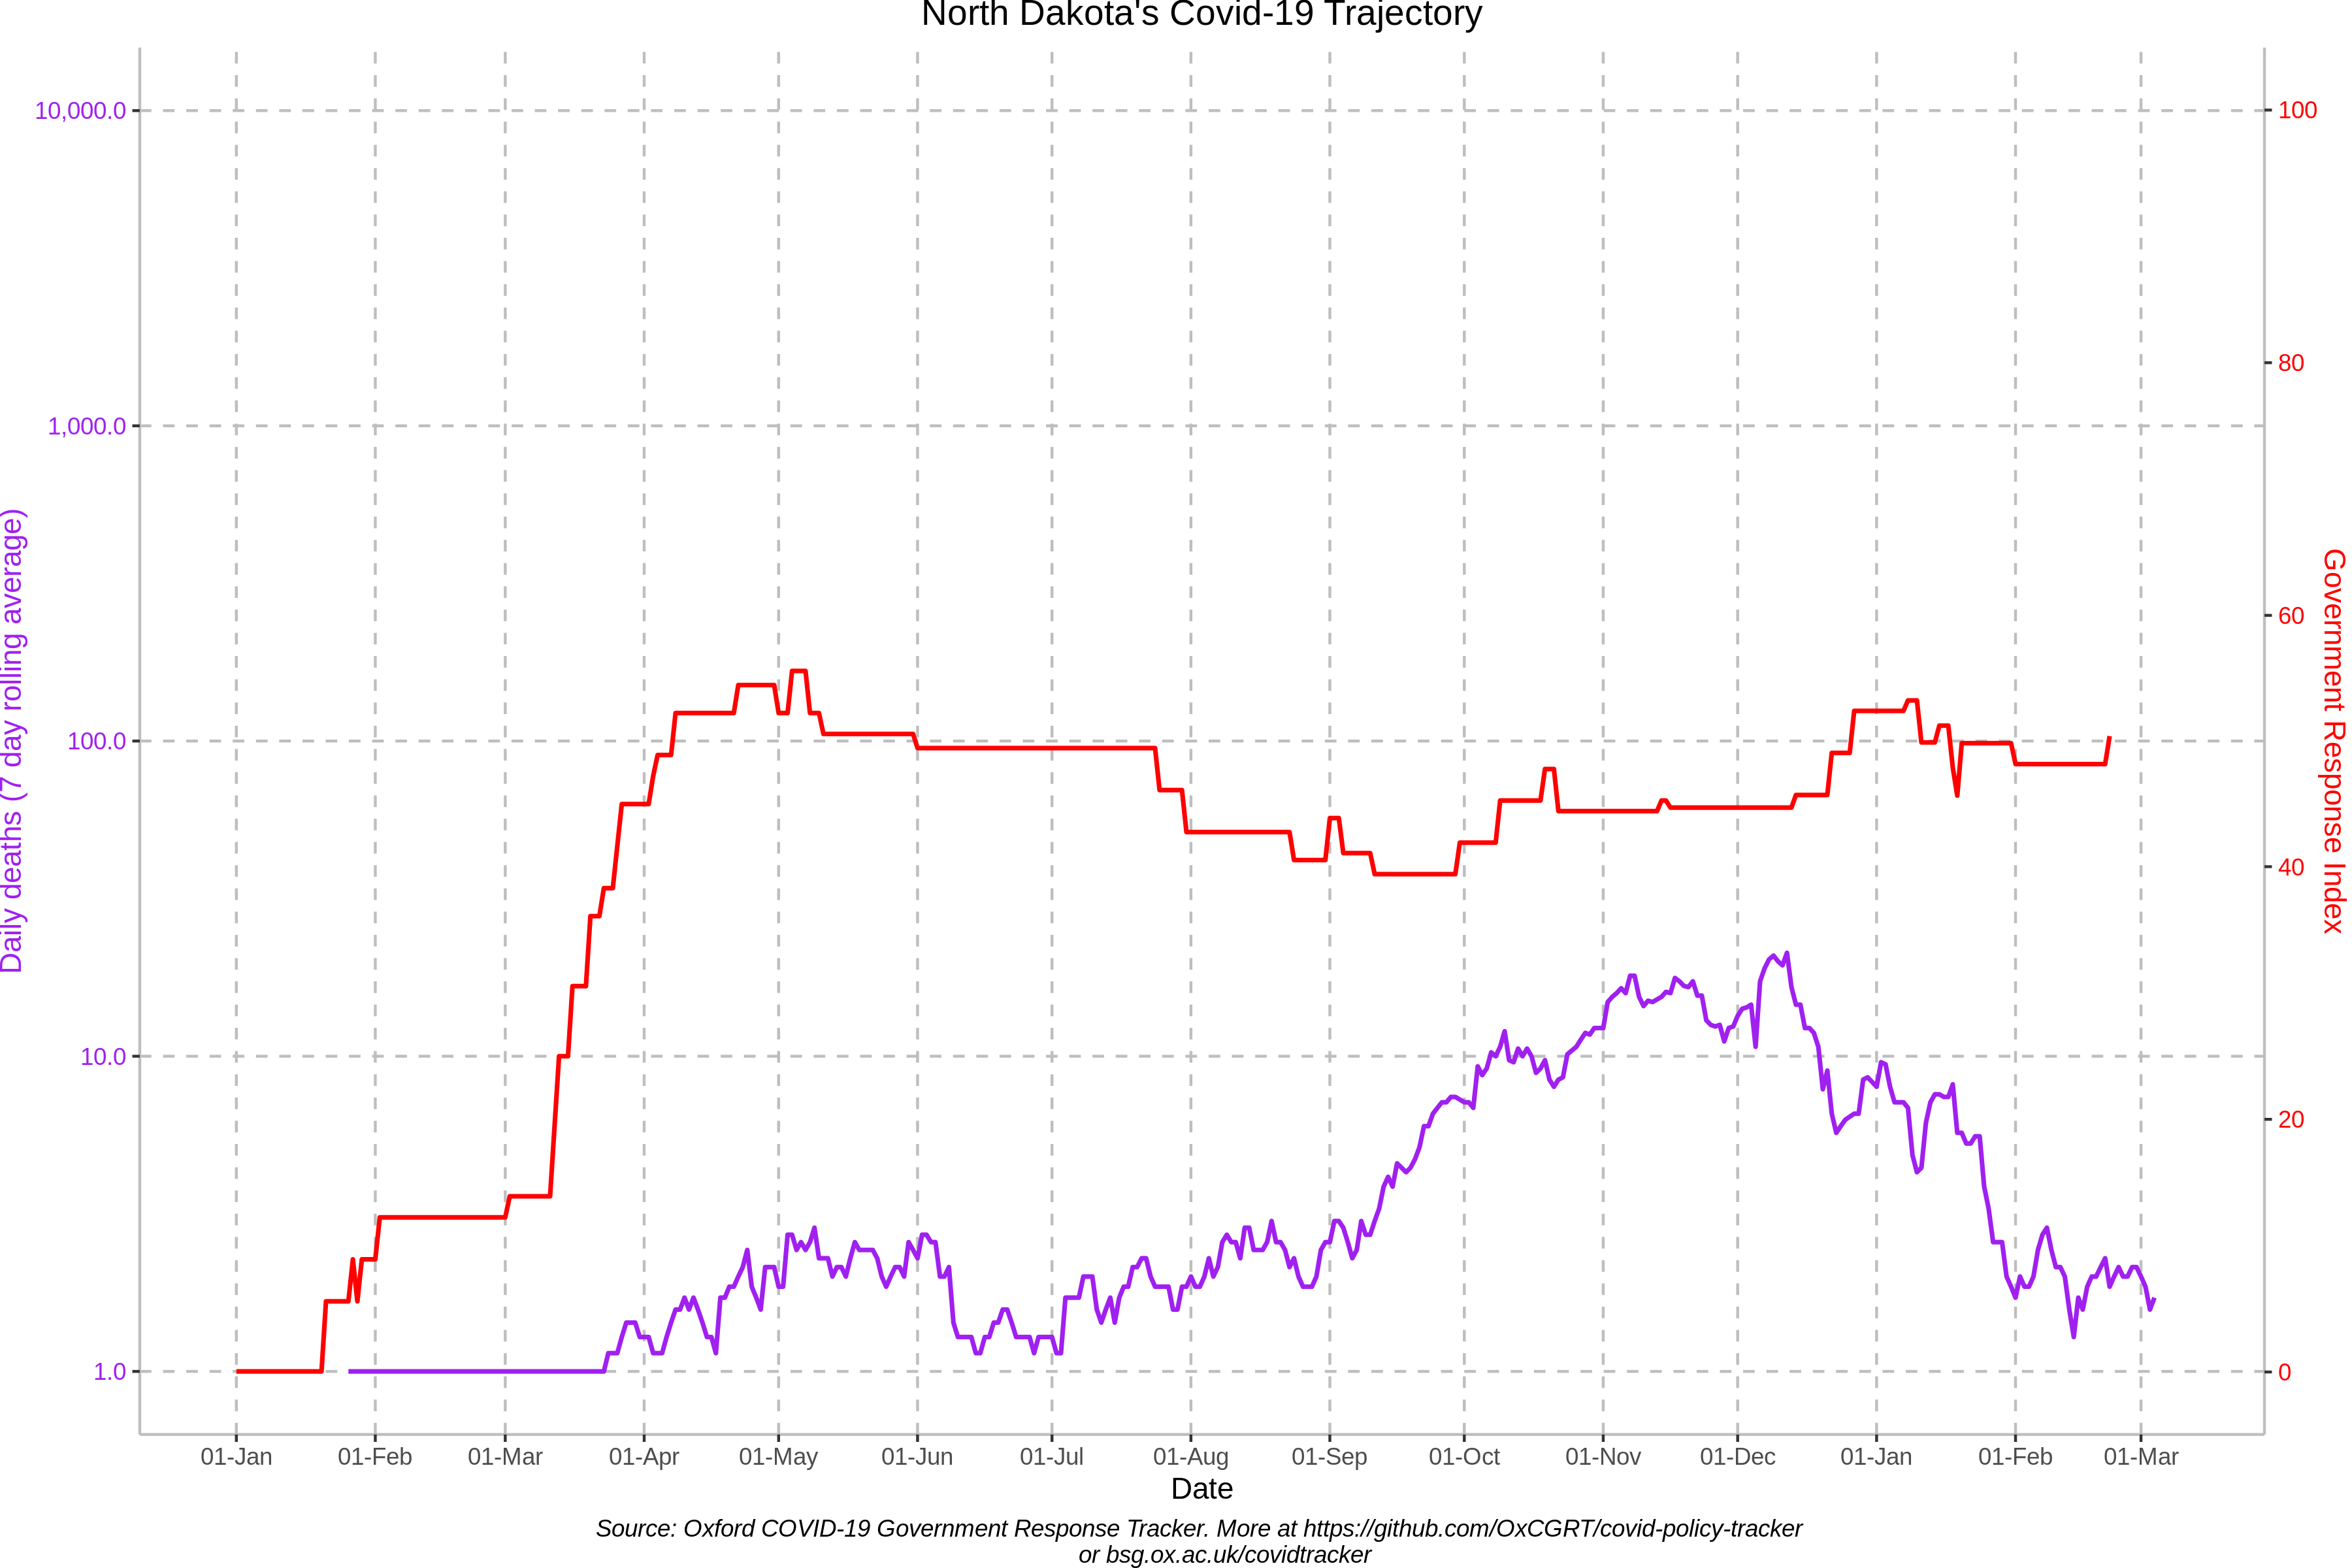 North Dakota's Covid-19 Trajectory
10,000.0
1,000.0
100.0
10.0
1.0
Daily deaths (7 day rolling average)
100
80
60
40
20
0
Government Response Index
01-Jan 01-Feb 01-Mar 01-Apr 01-May 01-Jun 01-Jul 01-Aug 01-Sep 01-Oct 01-Nov 01-Dec 01-Jan 01-Feb 01-Mar
Date
Source: Oxford COVID-19 Government Response Tracker. More at https://github.com/OxCGRT/covid-policy-tracker
or bsg.ox.ac.uk/covidtracker